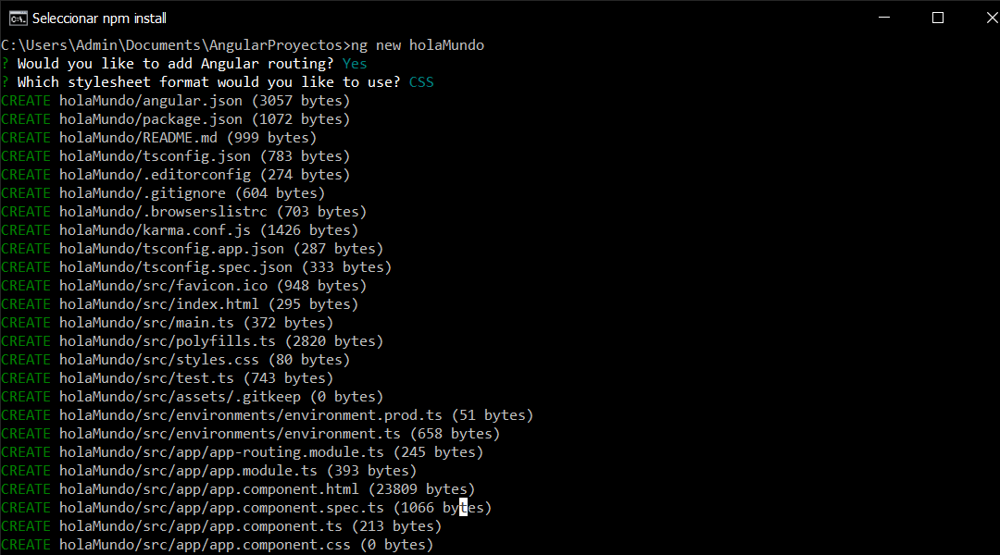 Seleccionar npm install
C:\Users\Admin\Documents\AngularProyectos>ng new holaMundo
? Would you like to add Angular routing? Yes
? Which stylesheet format would you like to use? CSS
CREATE holaMundo/angular.json (3057 bytes)
CREATE holaMundo/package.json (1072 bytes)
CREATE holaMundo/README.md (999 bytes)
CREATE holaMundo/tsconfig.json (783 bytes)
CREATE holaMundo/.editorconfig (274 bytes)
CREATE holaMundo/.gitignore (604 bytes)
CREATE holaMundo/.browserslistrc (703 bytes)
CREATE holaMundo/karma.conf.js (1426 bytes)
CREATE holaMundo/tsconfig.app.json (287 bytes)
CREATE holaMundo/tsconfig.spec.json (333 bytes)
CREATE holaMundo/src/favicon.ico (948 bytes)
CREATE holaMundo/src/index.html (295 bytes)
CREATE holaMundo/src/main.ts (372 bytes)
CREATE holaMundo/src/polyfills.ts (2820 bytes)
CREATE holaMundo/src/styles.css (80 bytes)
CREATE holaMundo/src/test.ts (743 bytes)
CREATE holaMundo/src/assets/.gitkeep (0 bytes)
CREATE holaMundo/src/environments/environment.prod.ts (51 bytes)
CREATE holaMundo/src/environments/environment.ts (658 bytes)
CREATE holaMundo/src/app/app-routing.module.ts (245 bytes)
CREATE holaMundo/src/app/app.module.ts (393 bytes)
CREATE holaMundo/src/app/app.component.html (23809 bytes)
CREATE holaMundo/src/app/app.component.spec.ts (1066 bytes)
CREATE holaMundo/src/app/app.component.ts (213 bytes)
CREATE holaMundo/src/app/app.component.css (0 bytes)